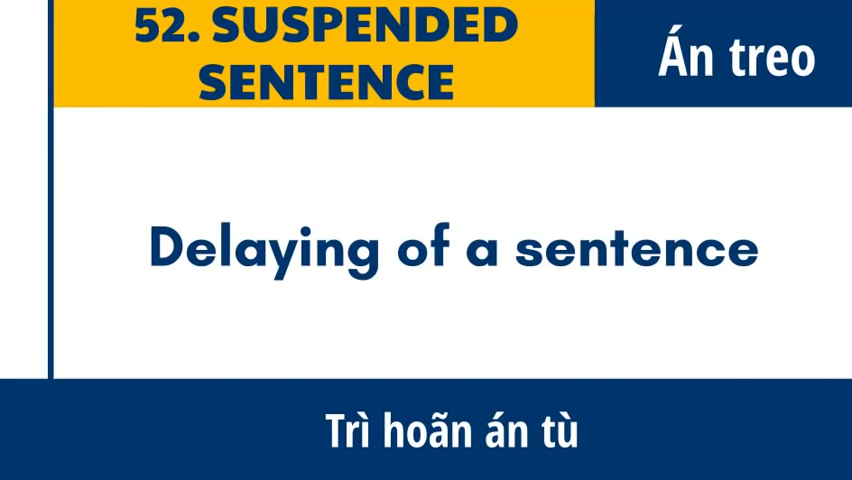 52. SUSPENDED
SENTENCE
Án treo
Delaying of a sentence
Trì hoãn án tù